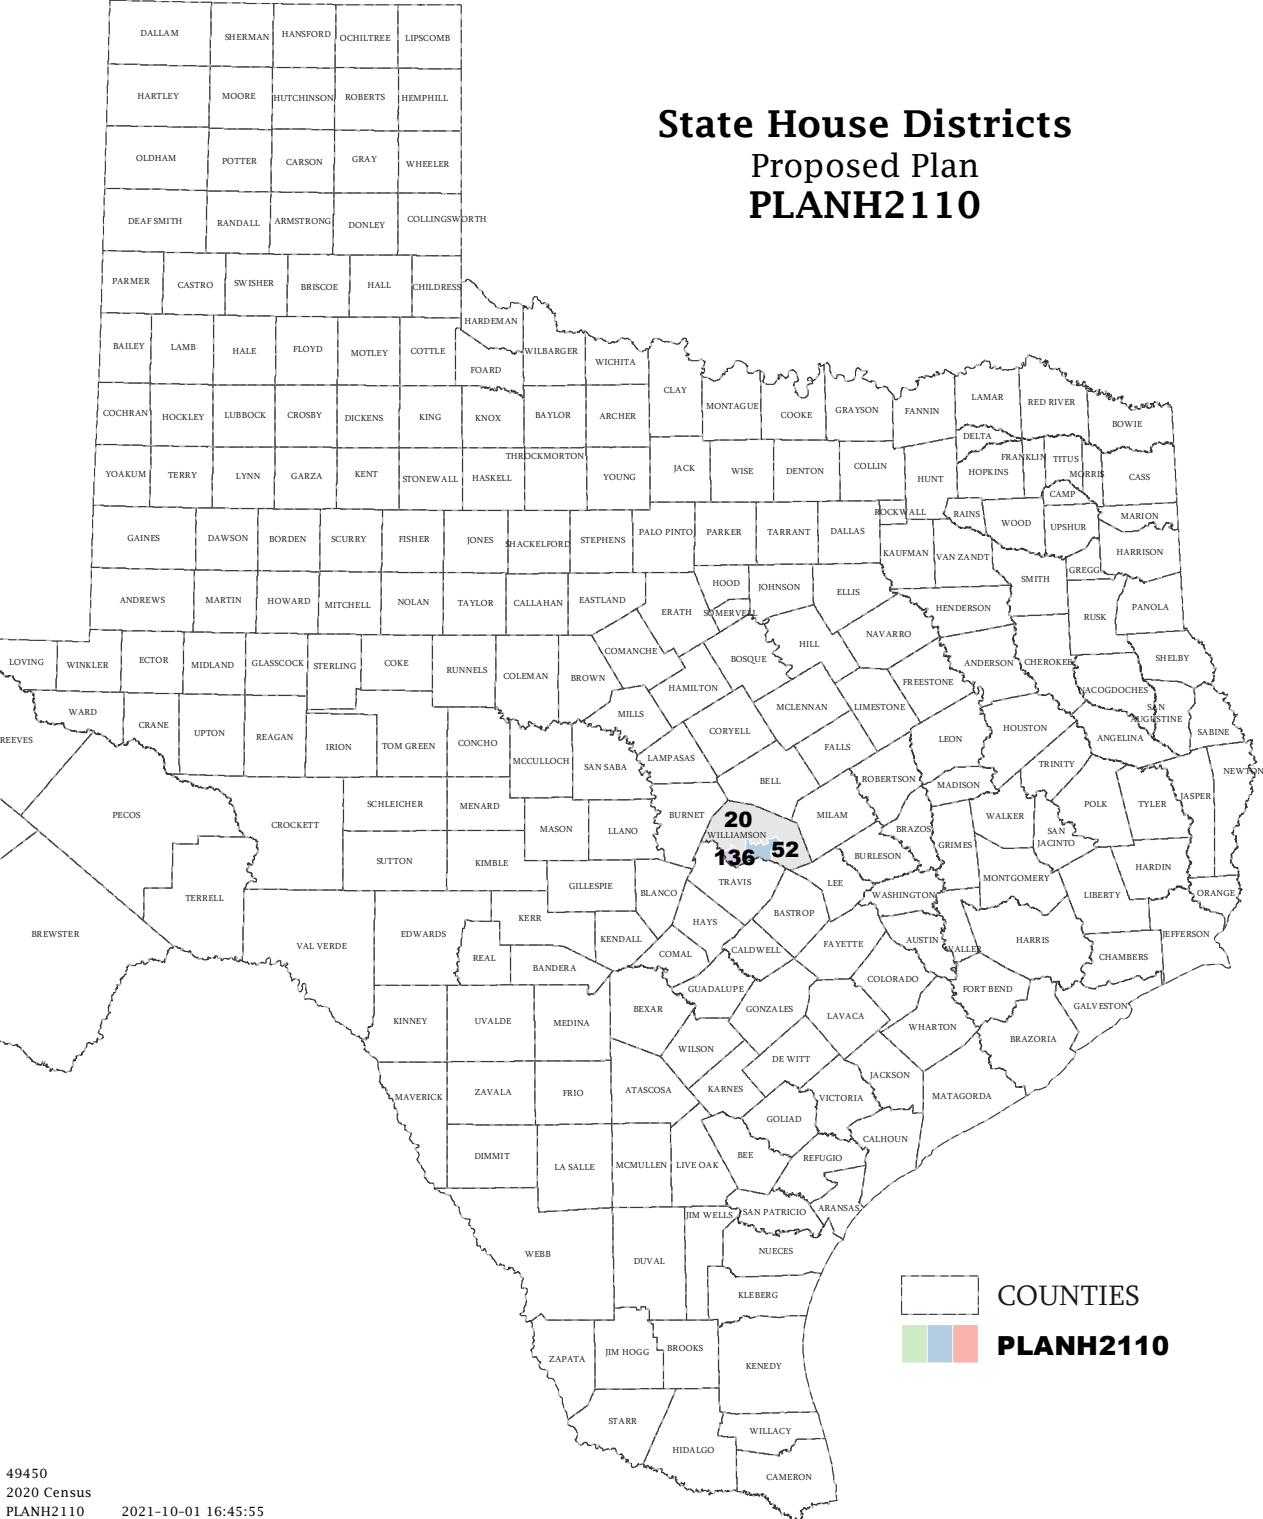 State House Districts
Proposed Plan
PLANH2110
DALLAM
SHERMAN
HANSFORD
OCHILTREE
LIPSCOMB
HARTLEY
MOORE
HUTCHINSON
ROBERTS
HEMPHILL
OLDHAM
POTTER
CARSON
GRAY
WHEELER
DEAF SMITH
RANDALL
ARMSTRONG
DONLEY
COLLINGSWORTH
PARMER
CASTRO
SWISHER
BRISCOE
HALL
CHILDRESS
HARDEMAN
BAILEY
LAMB
HALE
FLOYD
MOTLEY
COTTLE
FOARD
WILBARGER
WICHITA
CLAY
MONTAGUE
COOKE
GRAYSON
FANNIN
LAMAR
RED RIVER
BOWIE
COCHRAN
HOCKLEY
LUBBOCK
CROSBY
DICKENS
KING
KNOX
BAYLOR
ARCHER
DELTA
YOAKUM
TERRY
LYNN
GARZA
KENT
STONEWALL
HASKELL
THROCKMORTON
YOUNG
JACK
WISE
DENTON
COLLIN
HUNT
HOPKINS
FRANKLIN
TITUS
MORRIS
CASS
CAMP
GAINES
DAWSON
BORDEN
SCURRY
FISHER
JONES
SHACKELFORD
STEPHENS
PALO PINTO
PARKER
TARRANT
DALLAS
ROCKWALL
RAINS
WOOD
UPSHUR
MARION
KAUFMAN
VAN ZANDT
HARRISON
GREGG
SMITH
ANDREWS
MARTIN
HOWARD
MITCHELL
NOLAN
TAYLOR
CALLAHAN
EASTLAND
ERATH
HOOD
SOMERVELL
JOHNSON
ELLIS
HENDERSON
RUSK
PANOLA
LOVING
WINKLER
ECTOR
MIDLAND
GLASSCOCK
STERLING
COKE
RUNNELS
COLEMAN
BROWN
COMANCHE
BOSQUE
HILL
NAVARRO
ANDERSON
CHEROKEE
SHELBY
HAMILTON
FREESTONE
NACOGDOCHES
WARD
CRANE
UPTON
REAGAN
IRION
TOM GREEN
CONCHO
MILLS
CORYELL
MCLENNAN
LIMESTONE
LEON
HOUSTON
ANGELINA
SAN
AUGUSTINE
SABINE
REEVES
MCCULLOCH
SAN SABA
LAMPASAS
BELL
FALLS
ROBERTSON
MADISON
TRINITY
NEWTON
PECOS
CROCKETT
SCHLEICHER
MENARD
MASON
LLANO
BURNET
20
WILLIAMSON
136
52
MILAM
BRAZOS
GRIMES
WALKER
SAN
JACINTO
POLK
TYLER
JASPER
SUTTON
KIMBLE
BURLESON
HARDIN
TERRELL
GILLESPIE
BLANCO
TRAVIS
LEE
WASHINGTON
MONTGOMERY
LIBERTY
ORANGE
BREWSTER
VAL VERDE
EDWARDS
KERR
KENDALL
HAYS
BASTROP
REAL
BANDERA
COMAL
CALDWELL
FAYETTE
AUSTIN
WALLER
HARRIS
CHAMBERS
JEFFERSON
GUADALUPE
COLORADO
FORT BEND
GALVESTON
KINNEY
UVALDE
MEDINA
BEXAR
GONZALES
LAVACA
WHARTON
BRAZORIA
WILSON
DE WITT
JACKSON
MAVERICK
ZAVALA
FRIO
ATASCOSA
KARNES
VICTORIA
MATAGORDA
GOLIAD
CALHOUN
DIMMIT
LA SALLE
MCMULLEN
LIVE OAK
BEE
REFUGIO
JIM WELLS
SAN PATRICIO
ARANSAS
WEBB
DUVAL
NUECES
KLEBERG
ZAPATA
JIM HOGG
BROOKS
KENEDY
STARR
HIDALGO
WILLACY
CAMERON
COUNTIES
PLANH2110
49450
2020 Census
PLANH2110 2021-10-01 16:45:55